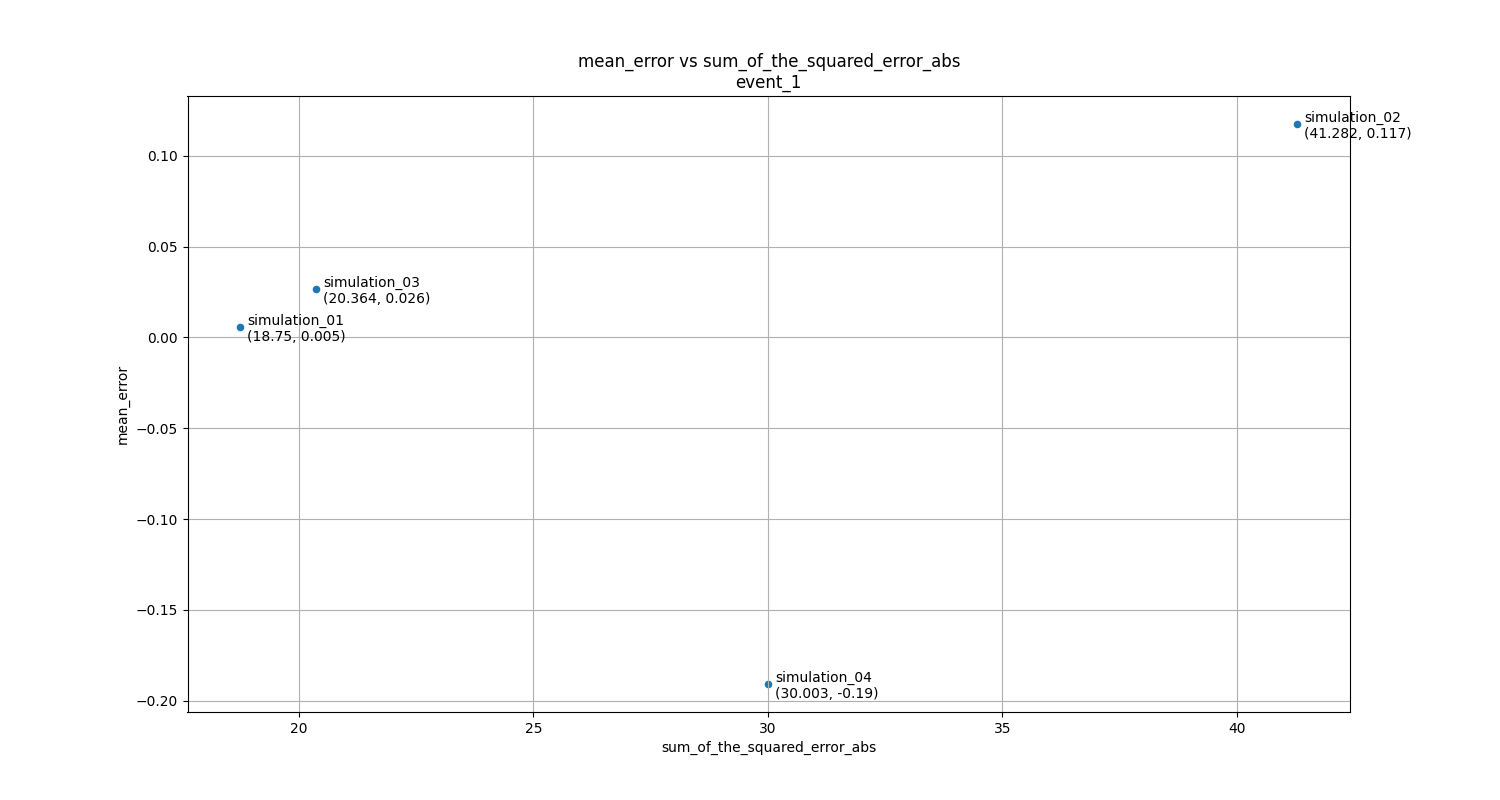 mean_error vs sum_of_the_squared_error_abs
event_1
simulation_02
(41.282, 0.117)
0.10
0.05
simulation_03
(20.364, 0.026)
simulation_01
(18.75, 0.005)
0.00
mean_error
−0.05
−0.10
−0.15
simulation_04
(30.003, -0.19)
−0.20
20
25
30
35
40
sum_of_the_squared_error_abs